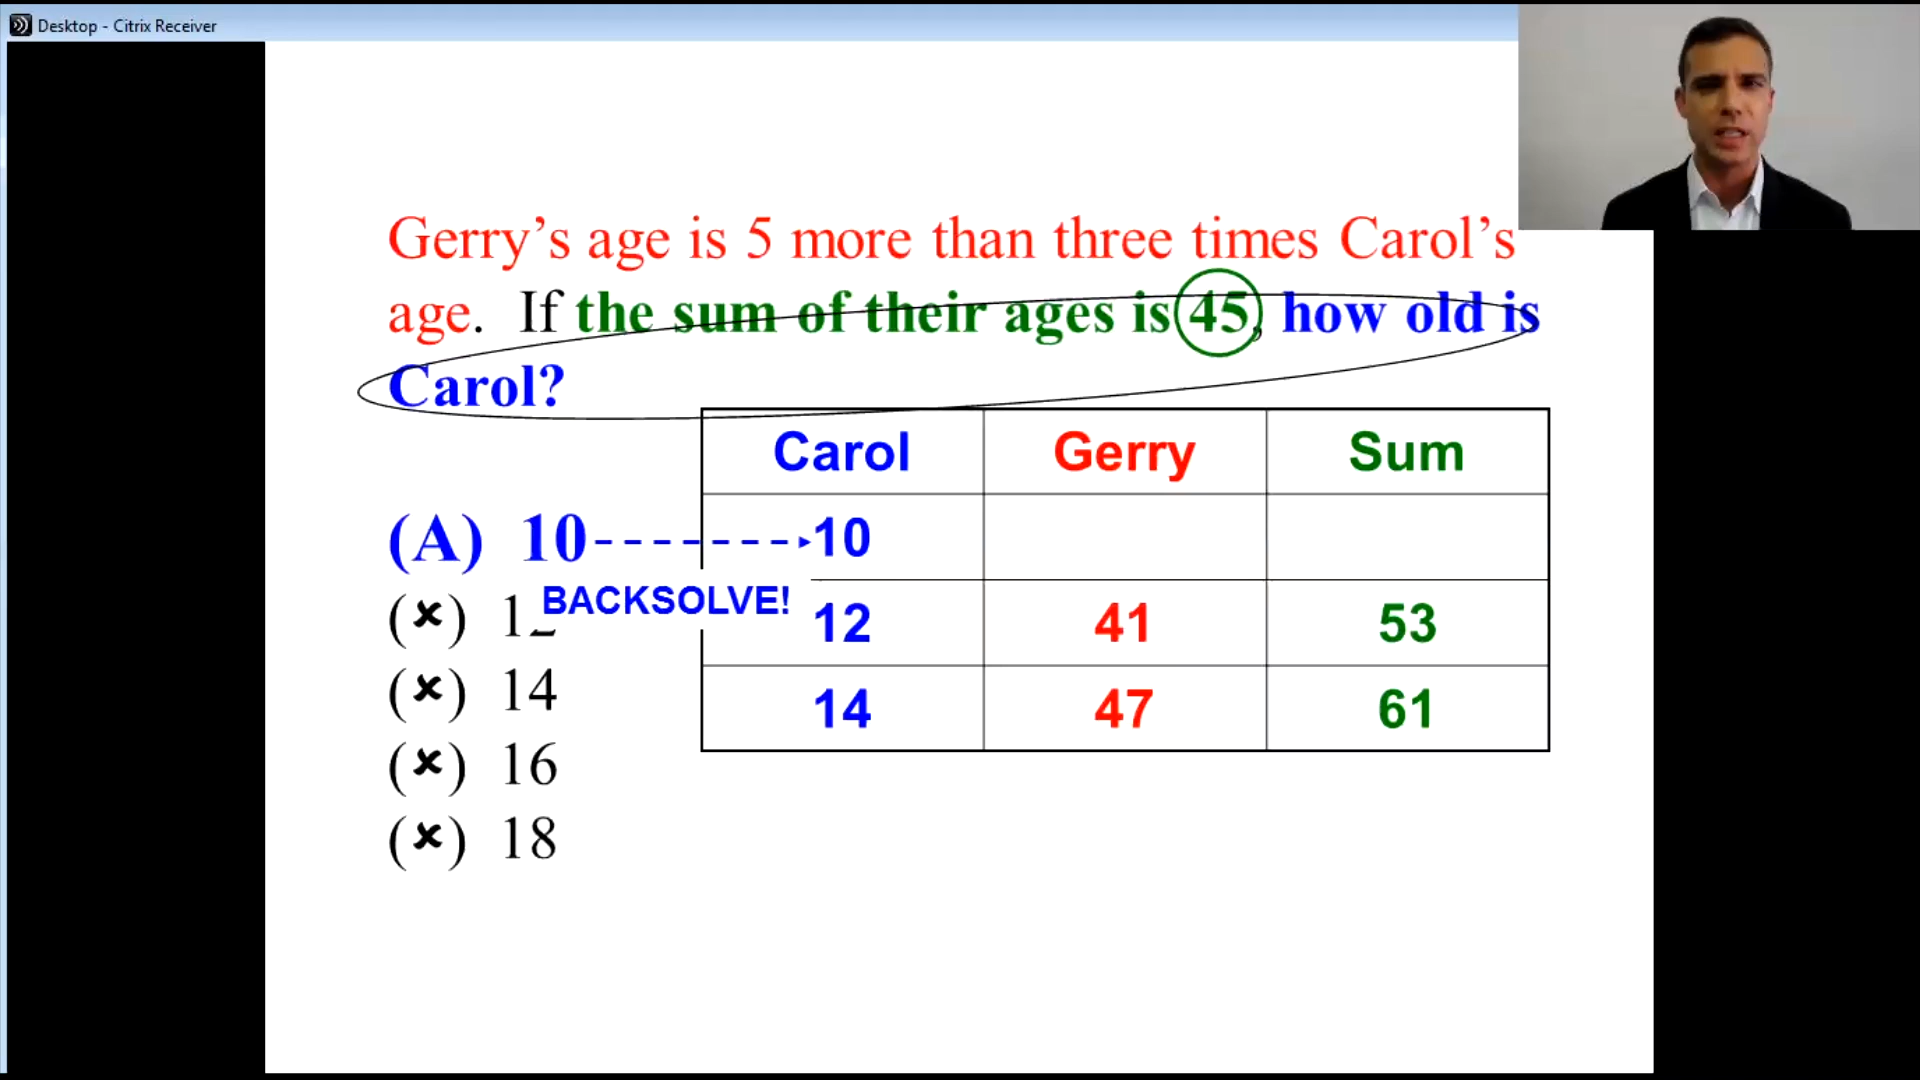 Desktop - Citrix Receiver
Gerry’s age is 5 more than three times Carol’s
age. If the sum of their ages is 45, how old is
Carol?
Carol Gerry Sum
(A) 10 10
BACKSOLVE!
(✗) 12 12 41 53
(✗) 14 14 47 61
(✗) 16
(✗) 18